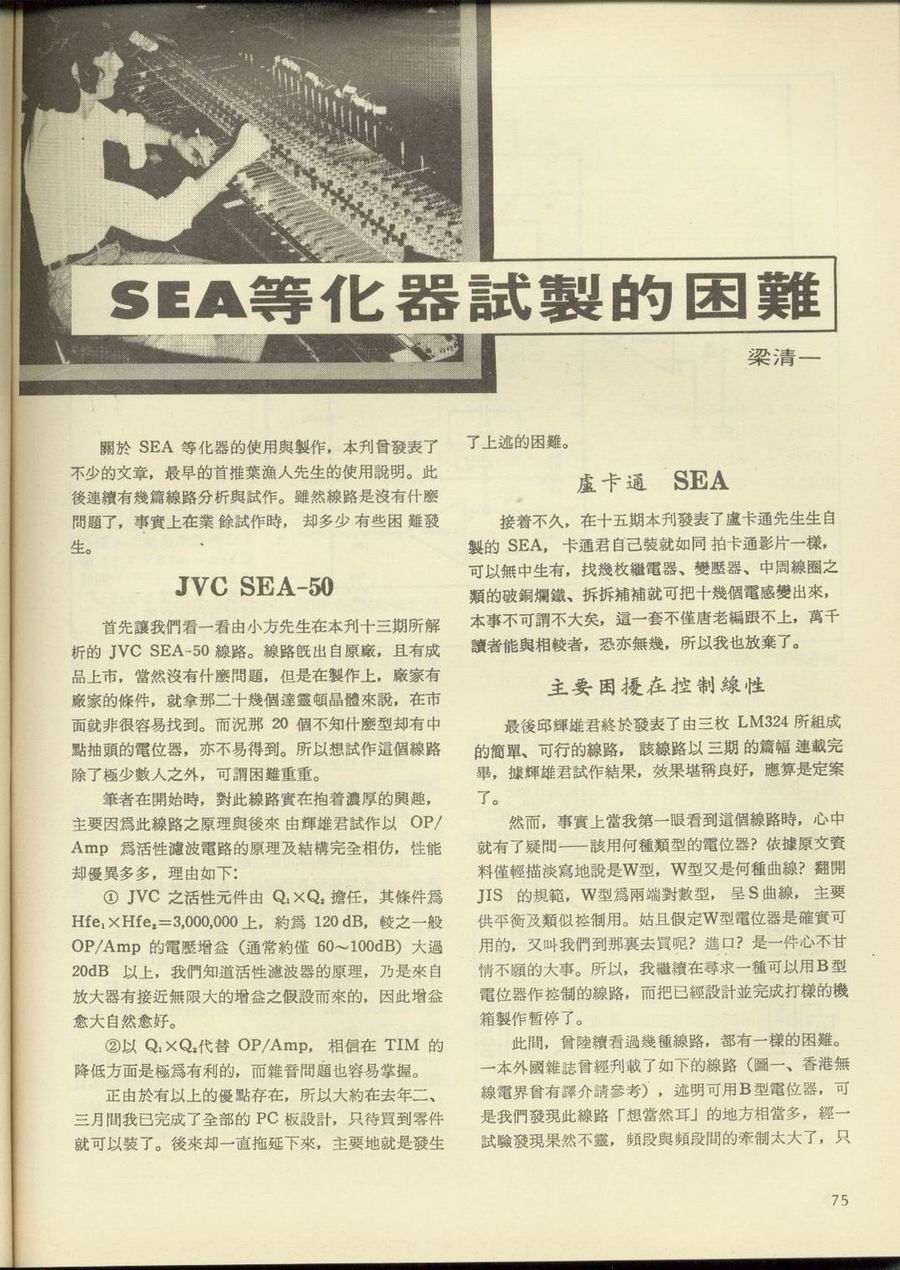 SEA等化器試製的困難
梁清一
關於 SEA 等化器的使用與製作，本刊曾發表了
不少的文章，最早的首推葉漁人先生的使用說明。此
後連續有幾篇線路分析與試作。雖然線路是沒有什麼
問題了，事實上在業餘試作時，却多少有些困難發
生。
JVC SEA-50
首先讓我們看一看由小方先生在本刊十三期所解
析的 JVC SEA-50 線路。線路旣出自原廠，且有成
品上市，當然沒有什麼問題，但是在製作上，廠家有
廠家的條件，就拿那二十幾個達靈頓晶體來說，在市
面就非很容易找到。而況那 20 個不知什麼型却有中
點抽頭的電位器，亦不易得到。所以想試作這個線路
除了極少數人之外，可謂困難重重。
筆者在開始時，對此線路實在抱着濃厚的興趣，
主要因爲此線路之原理與後來由輝雄君試作以 OP/
Amp 爲活性濾波電路的原理及結構完全相仿，性能
却優異多多，理由如下：
① JVC 之活性元件由 Q₁×Q₂ 擔任，其條件爲
Hfe₁×Hfe₂=3,000,000 上，約爲 120 dB，較之一般
OP/Amp 的電壓增益（通常約僅 60～100dB）大過
20dB 以上，我們知道活性濾波器的原理，乃是來自
放大器有接近無限大的增益之假設而來的，因此增益
愈大自然愈好。
②以 Q₁×Q₂代替 OP/Amp，相信在 TIM 的
降低方面是極爲有利的，而雜音問題也容易掌握。
正由於有以上的優點存在，所以大約在去年二、
三月間我已完成了全部的 PC 板設計，只待買到零件
就可以裝了。後來却一直拖延下來，主要地就是發生
了上述的困難。
盧卡通 SEA
接着不久，在十五期本刋發表了盧卡通先生生自
製的 SEA，卡通君自己裝就如同拍卡通影片一樣，
可以無中生有，找幾枚繼電器、變壓器、中周線圈之
類的破銅爛鐵、拆拆補補就可把十幾個電感變出來，
本事不可謂不大矣，這一套不僅唐老編跟不上，萬千
讀者能與相較者，恐亦無幾，所以我也放棄了。
主要困擾在控制線性
最後邱輝雄君終於發表了由三枚 LM324 所組成
的簡單、可行的線路，該線路以三期的篇幅連載完
畢，據輝雄君試作結果，效果堪稱良好，應算是定案
了。
然而，事實上當我第一眼看到這個線路時，心中
就有了疑問——該用何種類型的電位器？依據原文資
料僅輕描淡寫地說是W型，W型又是何種曲線？翻開
JIS 的規範，W型爲兩端對數型，呈S曲線，主要
供平衡及類似控制用。姑且假定W型電位器是確實可
用的，又叫我們到那裏去買呢？進口？是一件心不甘
情不願的大事。所以，我繼續在尋求一種可以用B型
電位器作控制的線路，而把已經設計並完成打樣的機
箱製作暫停了。
此間，曾陸續看過幾種線路，都有一樣的困難。
一本外國雜誌曾經刋載了如下的線路（圖一、香港無
線電界曾有譯介請參考），述明可用B型電位器，可
是我們發現此線路「想當然耳」的地方相當多，經一
試驗發現果然不靈，頻段與頻段間的牽制太大了，只
75